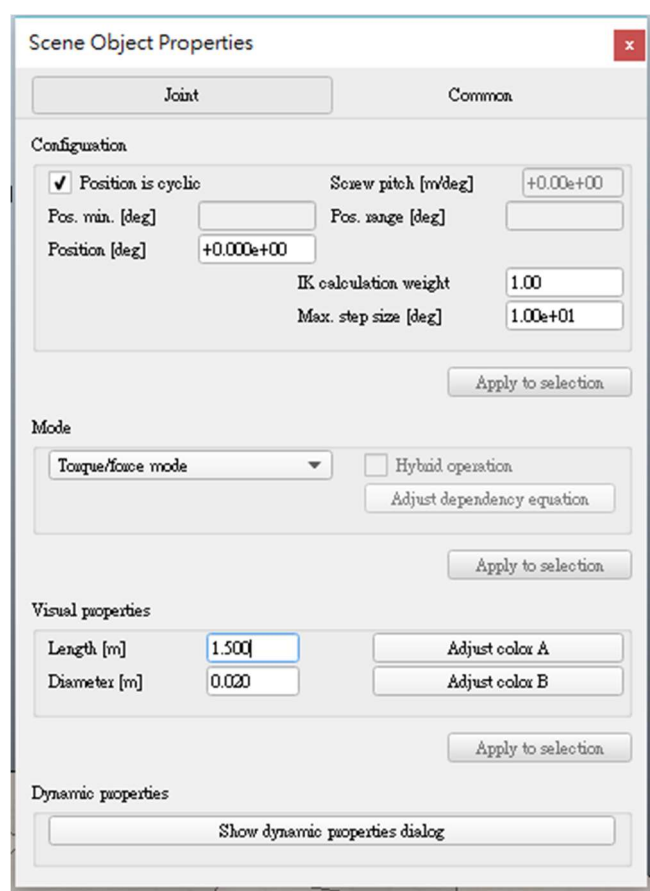 Scene Object Properties x
Joint Common
Configuration
Position is cyclic Screw pitch [m/deg] +0.00e+00
Pos. min. [deg] Pos. range [deg]
Position [deg] +0.000e+00
IK calculation weight 1.00
Max. step size [deg] 1.00e+01
Apply to selection
Mode
Torque/force mode Hybrid operation
Adjust dependency equation
Apply to selection
Visual properties
Length [m] 1.500 Adjust color A
Diameter [m] 0.020 Adjust color B
Apply to selection
Dynamic properties
Show dynamic properties dialog